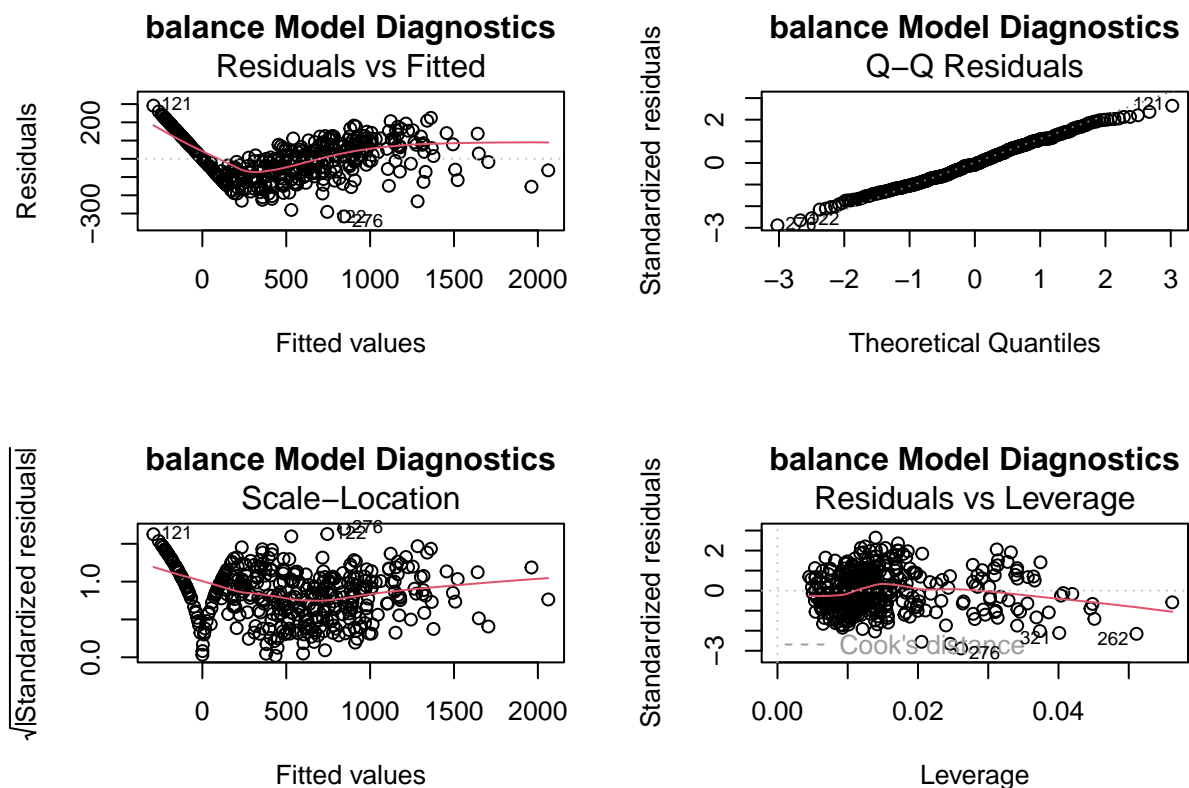 balance Model Diagnostics
Residuals vs Fitted
Residuals
200
−300
121
122
276
0 500 1000 1500 2000
Fitted values
balance Model Diagnostics
Q−Q Residuals
Standardized residuals
2
0
−3
121
122
276
−3 −2 −1 0 1 2 3
Theoretical Quantiles
balance Model Diagnostics
Scale−Location
√|Standardized residuals|
1.0
0.0
121
276
122
0 500 1000 1500 2000
Fitted values
balance Model Diagnostics
Residuals vs Leverage
Standardized residuals
2
0
−3
Cook's distance
276
321
262
0.00 0.02 0.04
Leverage